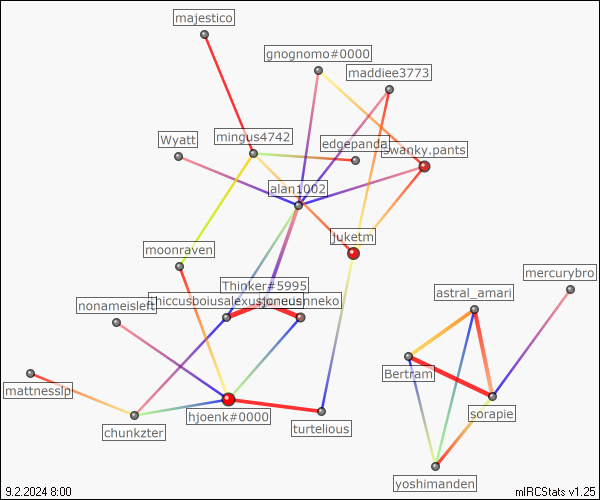 majestico
gnognomo#0000
maddiee3773
Wyatt
mingus4742
edgepanda
swanky.pants
alan1002
juketm
moonraven
mercurybro
Thinker#5995
astral_amari
nonameisleft
Bertram
mattnesslp
hjoenk#0000
sorapie
chunkzter
turtelious
yoshimanden
9.2.2024 8:00
mIRCStats v1.25